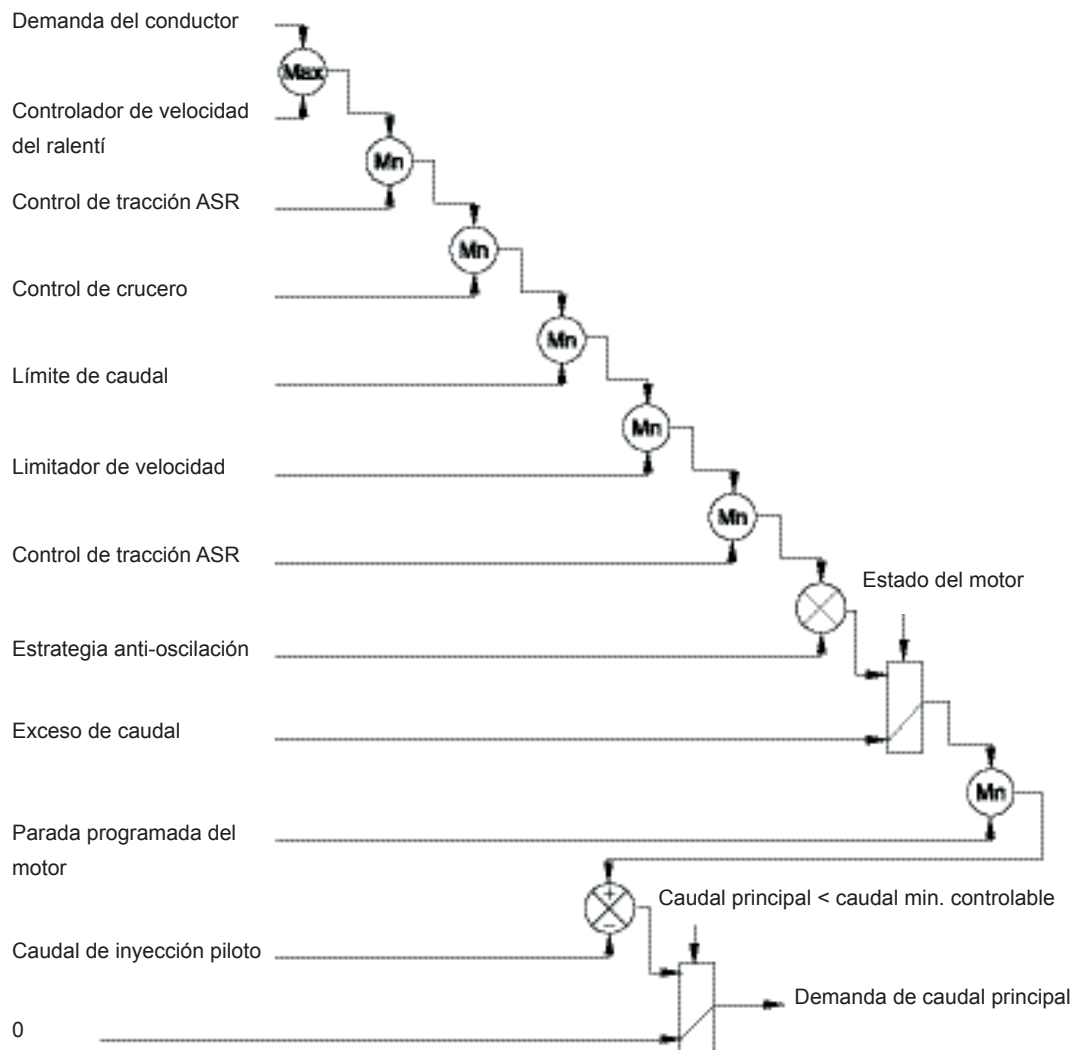 Demanda del conductor
Max
Controlador de velocidad
del ralentí
Mn
Control de tracción ASR
Mn
Control de crucero
Mn
Límite de caudal
Mn
Limitador de velocidad
Mn
Control de tracción ASR
Estado del motor
Estrategia anti-oscilación
Exceso de caudal
Mn
Parada programada del
motor
+
−
Caudal principal < caudal min. controlable
Caudal de inyección piloto
Demanda de caudal principal
0